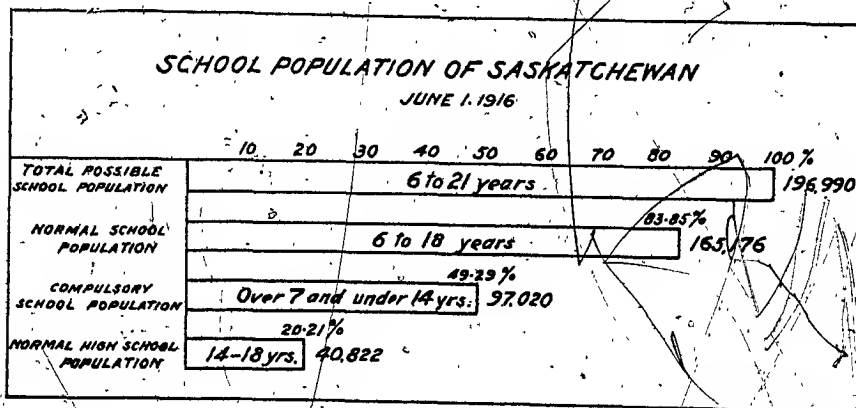 SCHOOL POPULATION OF SASKATCHEWAN
JUNE 1. 1916
10 20 30 40 50 60 70 80 90 100 %
TOTAL POSSIBLE
SCHOOL POPULATION
6 to 21 years
196,990
83·85%
NORMAL SCHOOL
POPULATION
6 to 18 years
165,176
49·29 %
COMPULSORY
SCHOOL POPULATION
Over 7 and under 14 yrs.
97.020
20·21%
NORMAL HIGH SCHOOL
POPULATION
14-18 yrs.
40,822